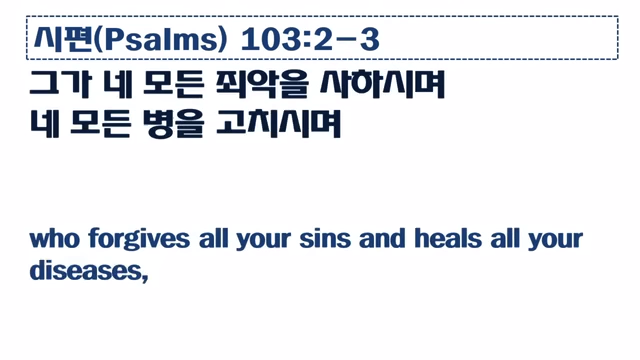 시편(Psalms) 103:2-3
그가 네 모든 죄악을 사하시며
네 모든 병을 고치시며
who forgives all your sins and heals all your
diseases,